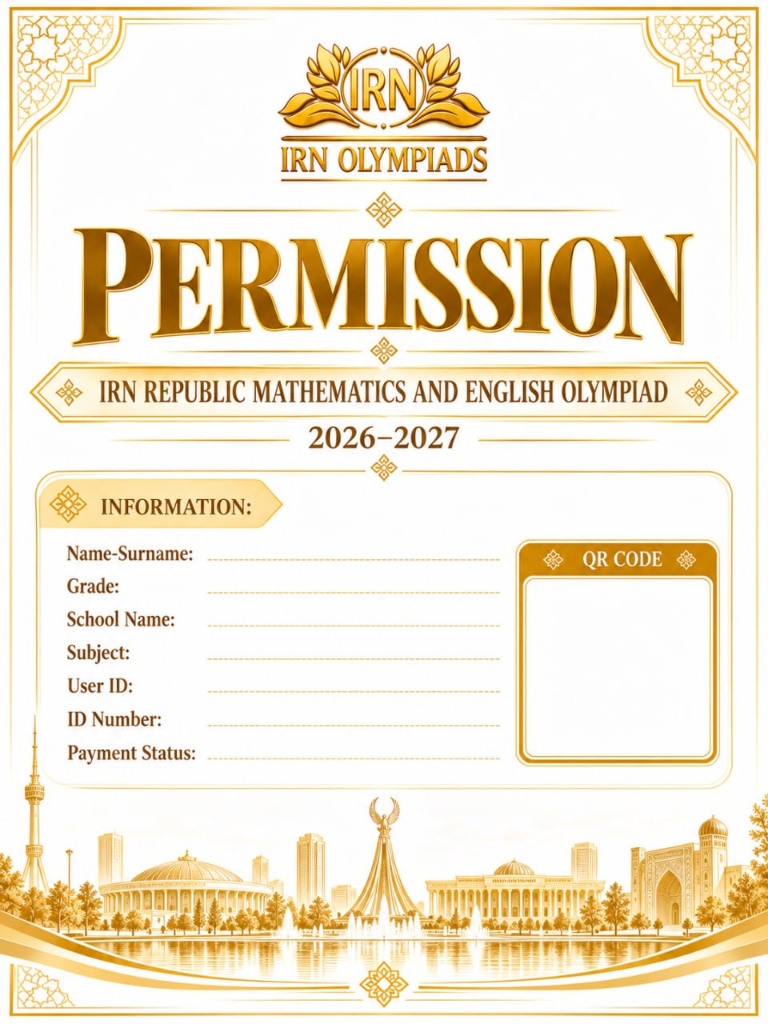 IRN
IRN OLYMPIADS
PERMISSION
IRN REPUBLIC MATHEMATICS AND ENGLISH OLYMPIAD
2026–2027
INFORMATION:
Name-Surname:
Grade:
School Name:
Subject:
User ID:
ID Number:
Payment Status:
QR CODE